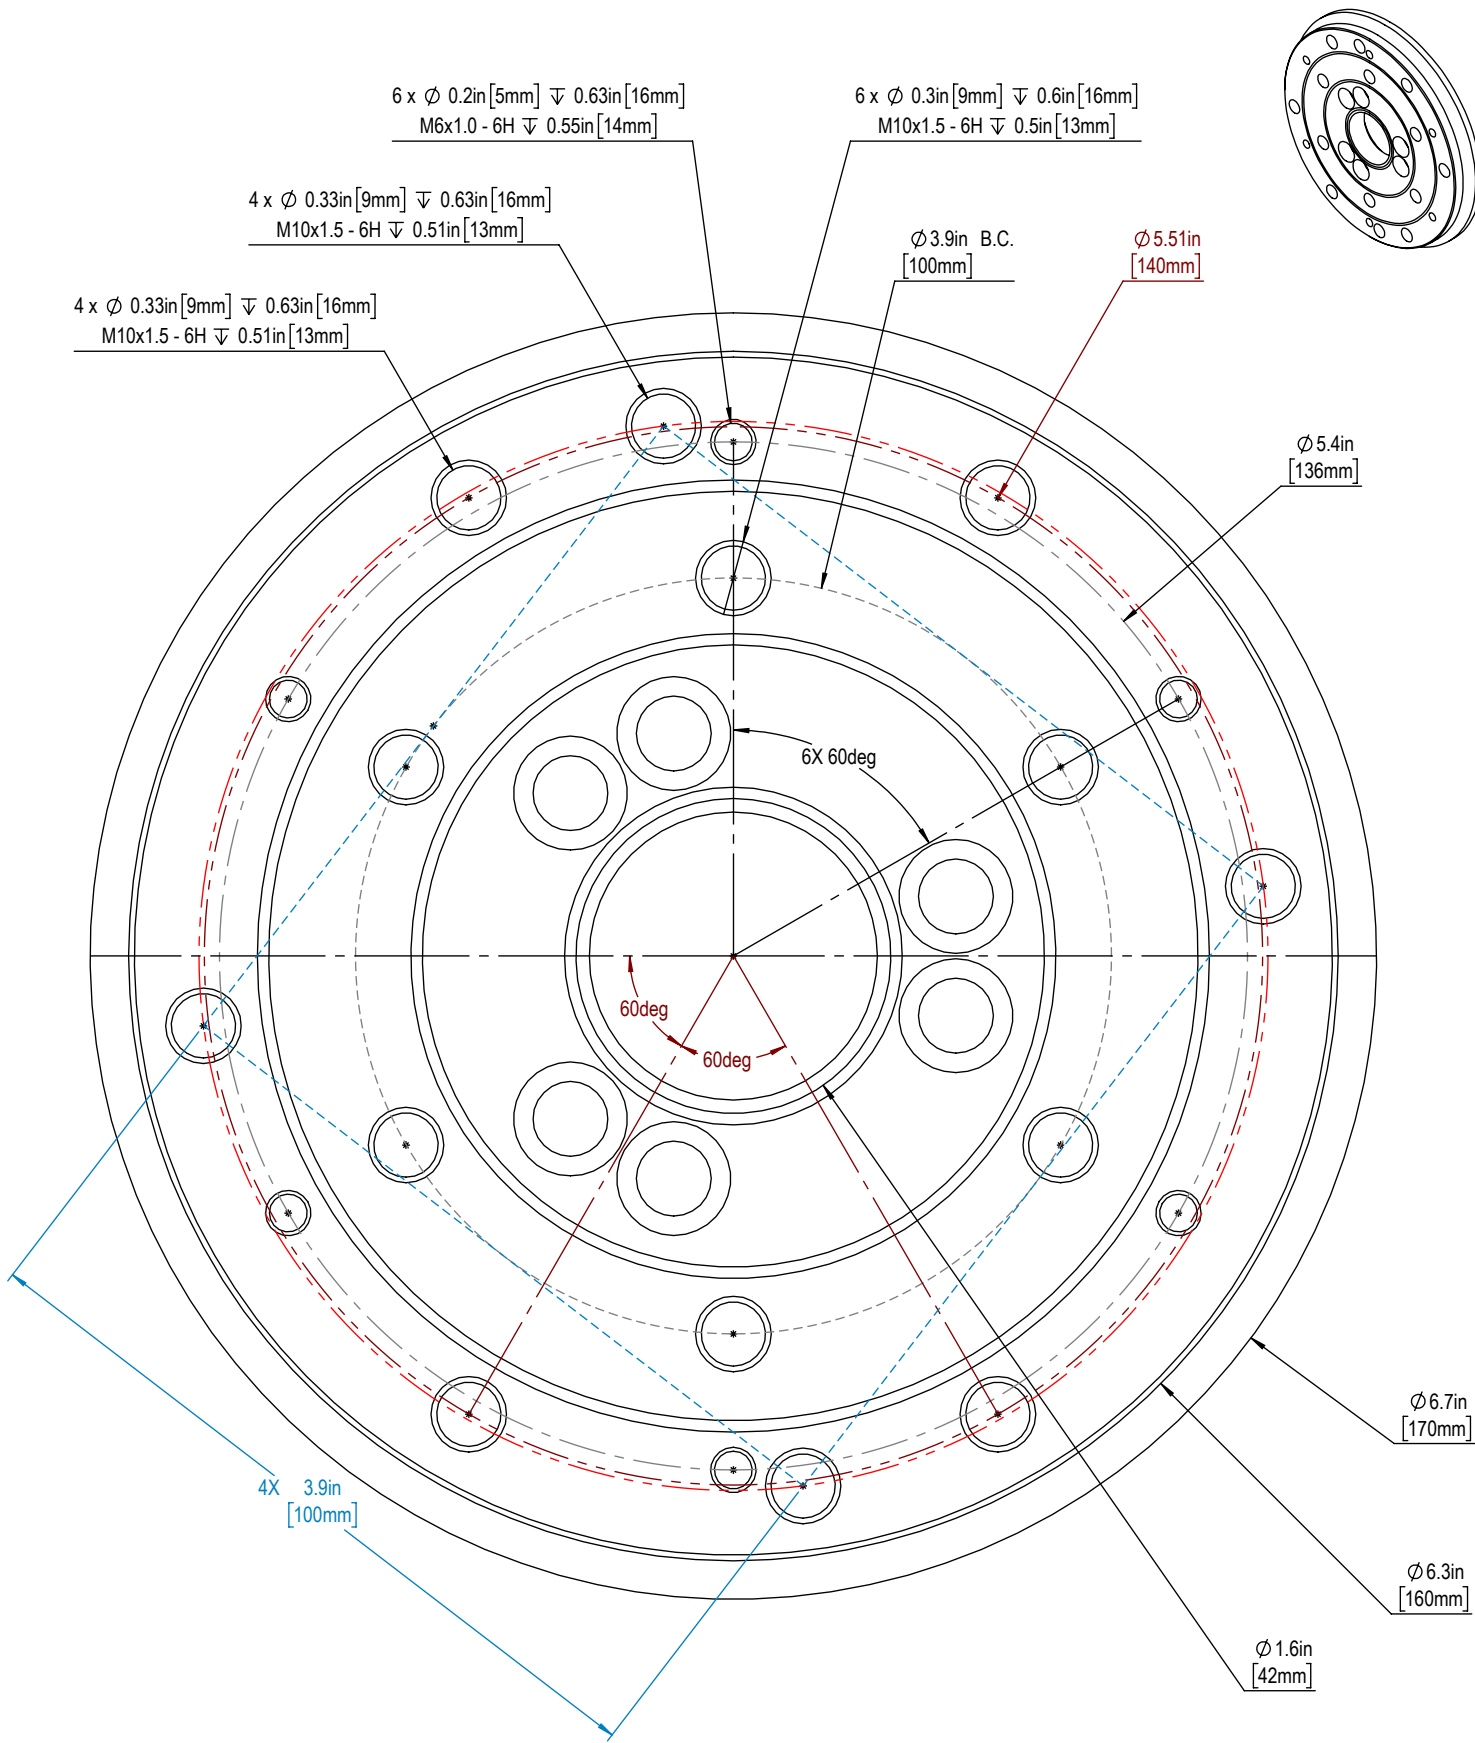 6 x ⌀ 0.2in [5mm] ↧ 0.63in [16mm]
M6x1.0 - 6H ↧ 0.55in [14mm]
6 x ⌀ 0.3in [9mm] ↧ 0.6in [16mm]
M10x1.5 - 6H ↧ 0.5in [13mm]
4 x ⌀ 0.33in [9mm] ↧ 0.63in [16mm]
M10x1.5 - 6H ↧ 0.51in [13mm]
⌀3.9in B.C.
[100mm]
⌀5.51in
[140mm]
4 x ⌀ 0.33in [9mm] ↧ 0.63in [16mm]
M10x1.5 - 6H ↧ 0.51in [13mm]
⌀5.4in
[136mm]
6X 60deg
60deg
60deg
⌀6.7in
[170mm]
4X 3.9in
[100mm]
⌀6.3in
[160mm]
⌀1.6in
[42mm]